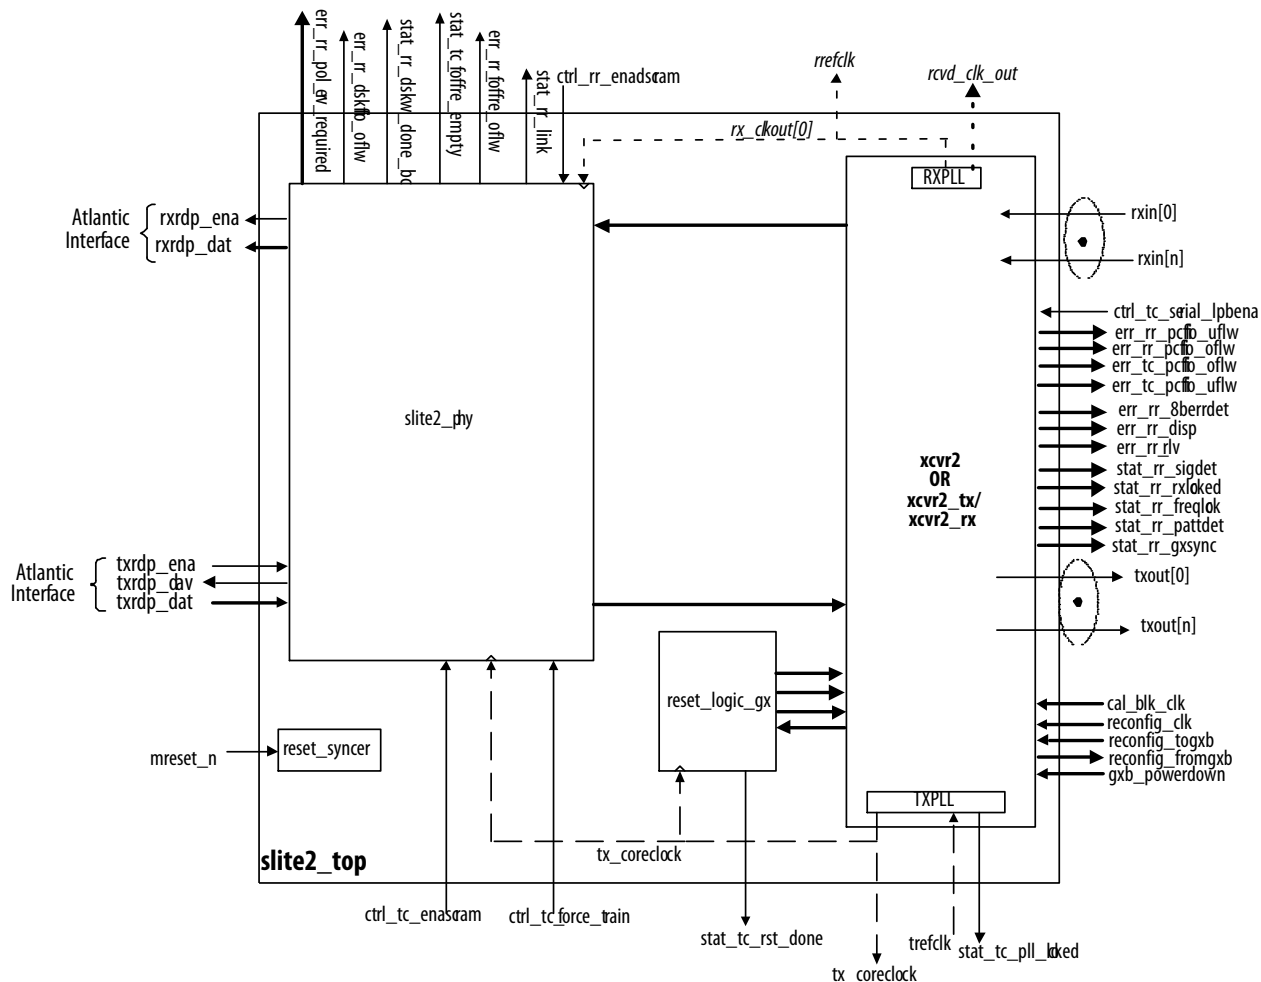 err_rr_pol_ev_required
err_rr_dskfifo_oflw
stat_rr_dskw_done_bc
stat_tc_foffre_empty
err_rr_foffre_oflw
stat_rr_link
ctrl_rr_enadscram
rrefclk
rcvd_clk_out
rx_clkout[0]
RXPLL
Atlantic
Interface
rxrdp_ena
rxrdp_dat
rxin[0]
rxin[n]
ctrl_tc_serial_lpbena
err_rr_pcfifo_uflw
err_rr_pcfifo_oflw
err_tc_pcfifo_oflw
err_tc_pcfifo_uflw
err_rr_8berrdet
err_rr_disp
err_rr_rlv
stat_rr_sigdet
stat_rr_rxlocked
stat_rr_freqlock
stat_rr_pattdet
stat_rr_gxsync
slite2_phy
xcvr2
OR
xcvr2_tx/
xcvr2_rx
Atlantic
Interface
txrdp_ena
txrdp_dav
txrdp_dat
txout[0]
txout[n]
reset_logic_gx
cal_blk_clk
reconfig_clk
reconfig_togxb
reconfig_fromgxb
gxb_powerdown
mreset_n
reset_syncer
TXPLL
tx_coreclock
slite2_top
ctrl_tc_enascram
ctrl_tc_force_train
stat_tc_rst_done
trefclk
stat_tc_pll_locked
tx_coreclock